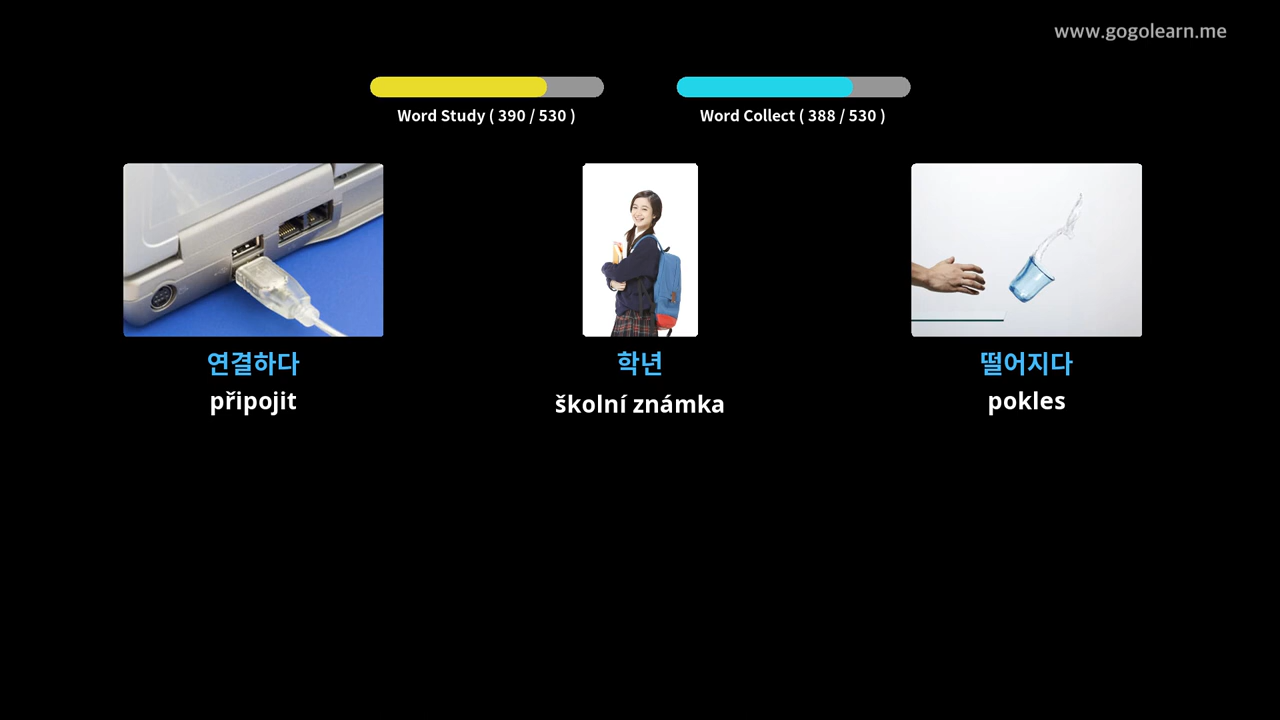 www.gogolearn.me
Word Study ( 390 / 530 )
Word Collect ( 388 / 530 )
연결하다
학년
떨어지다
připojit
školní známka
pokles